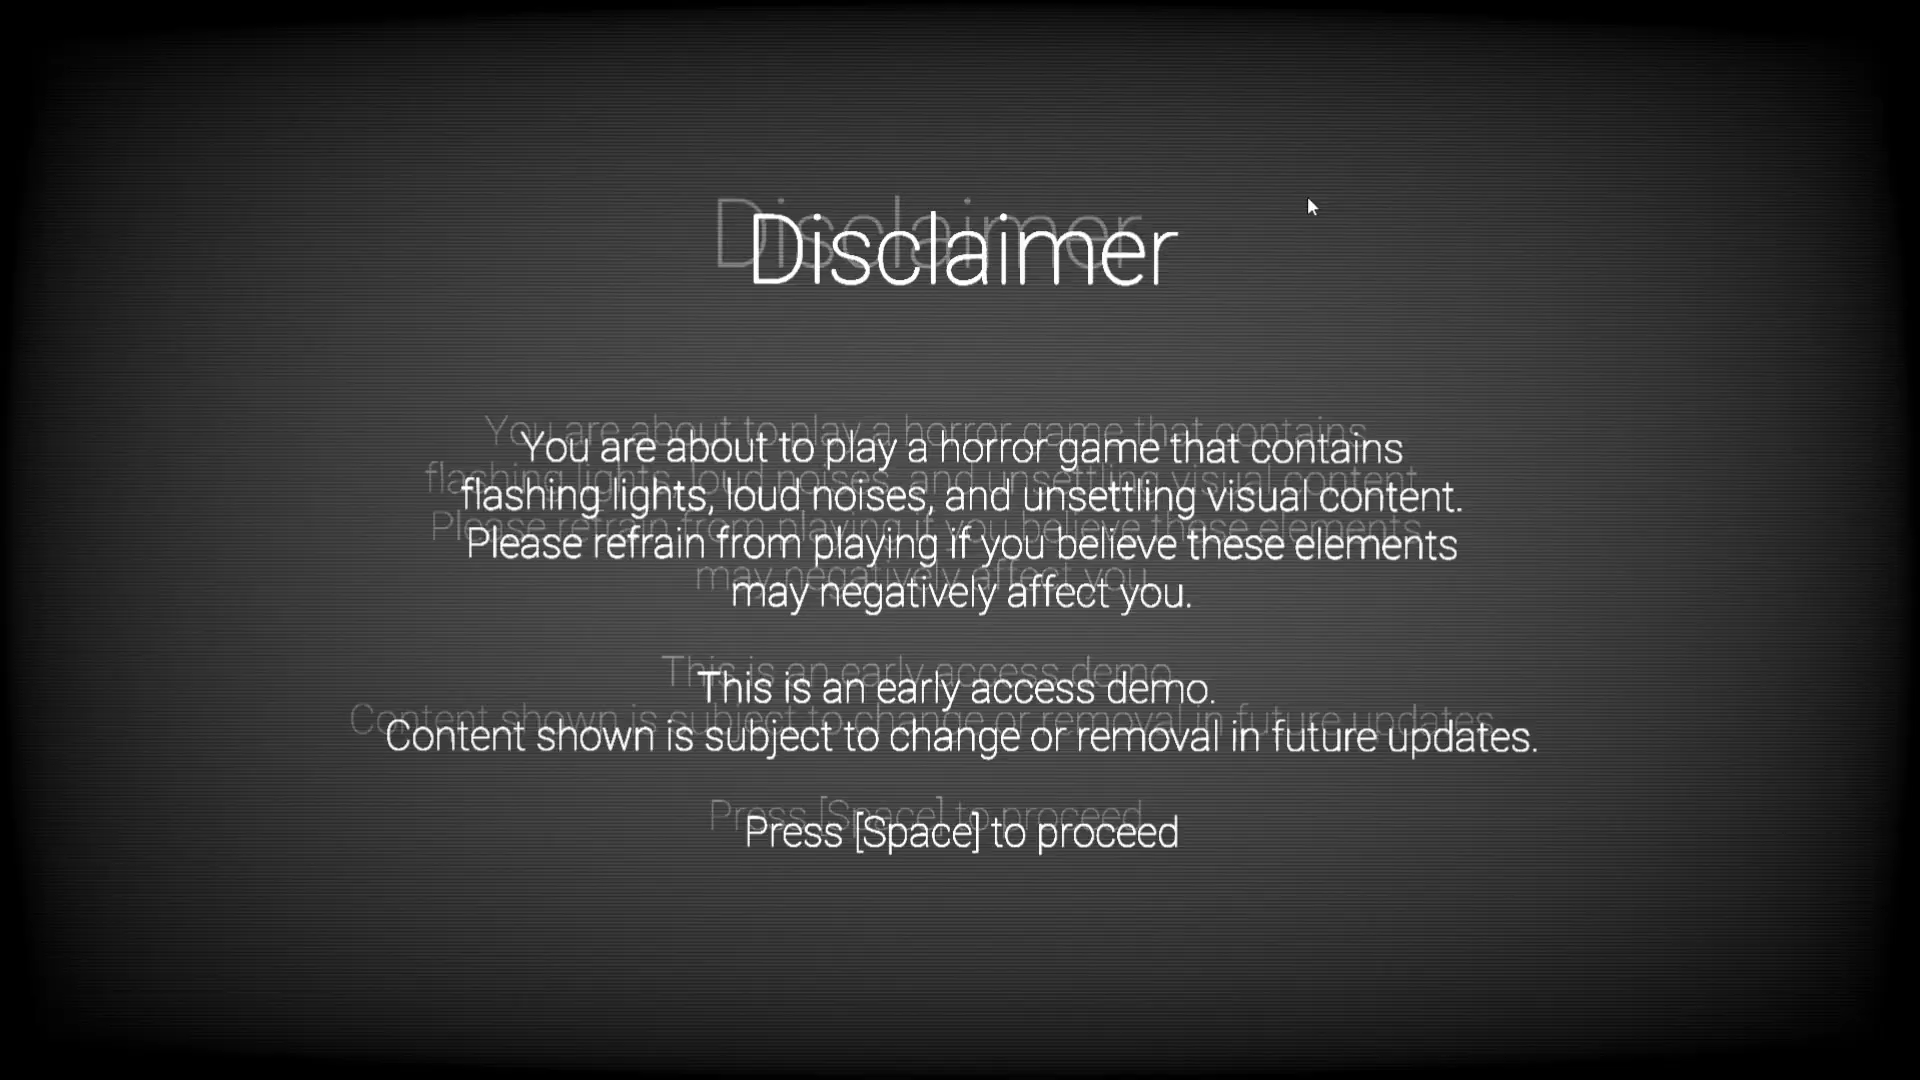 Disclaimer
You are about to play a horror game that contains
flashing lights, loud noises, and unsettling visual content.
Please refrain from playing if you believe these elements
may negatively affect you.
This is an early access demo.
Content shown is subject to change or removal in future updates.
Press [Space] to proceed